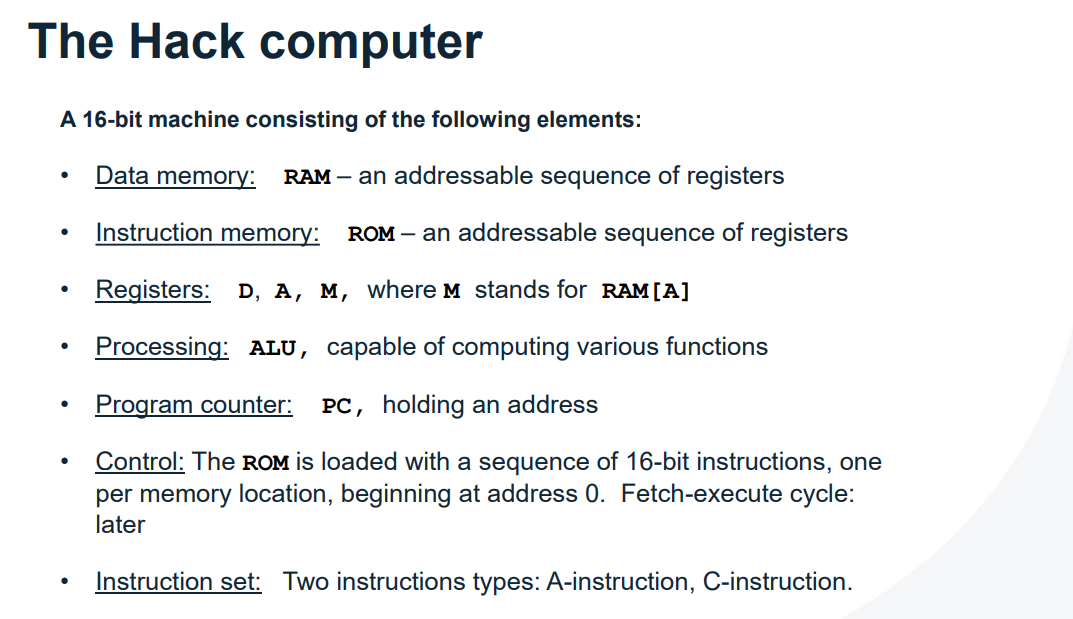 The Hack computer
A 16-bit machine consisting of the following elements:
• Data memory: RAM – an addressable sequence of registers
• Instruction memory: ROM – an addressable sequence of registers
• Registers: D, A, M, where M stands for RAM[A]
• Processing: ALU, capable of computing various functions
• Program counter: PC, holding an address
• Control: The ROM is loaded with a sequence of 16-bit instructions, one
per memory location, beginning at address 0. Fetch-execute cycle:
later
• Instruction set: Two instructions types: A-instruction, C-instruction.